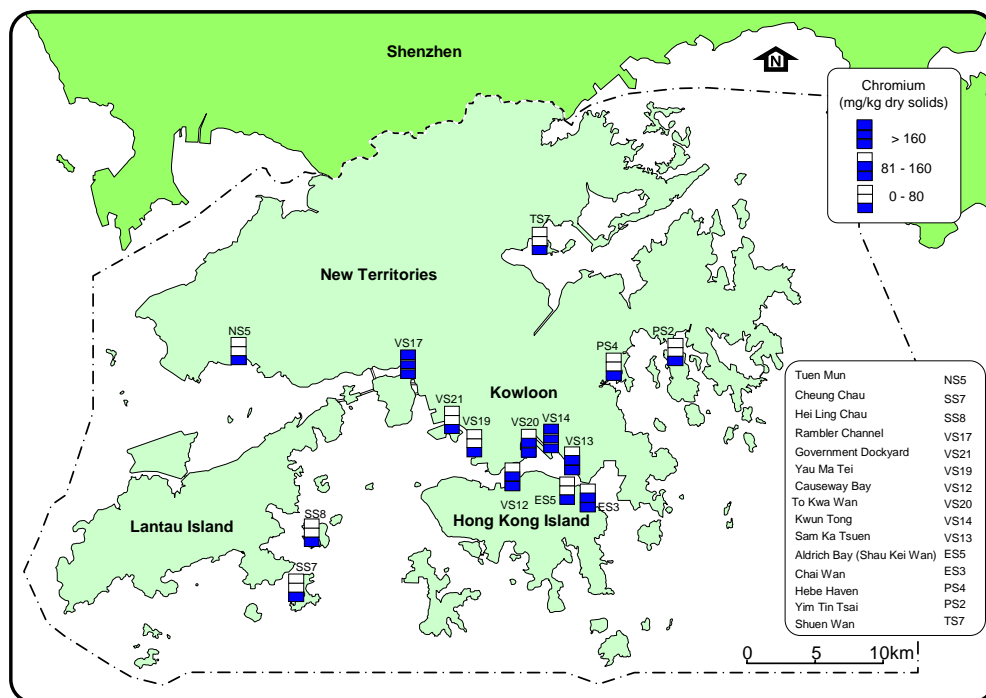 Shenzhen
N
Chromium
(mg/kg dry solids)
> 160
81 - 160
0 - 80
TS7
New Territories
NS5
VS17
PS2
PS4
Kowloon
VS21
VS19
VS20
VS14
VS13
VS12
ES5
ES3
Hong Kong Island
Lantau Island
SS8
SS7
Tuen Mun NS5
Cheung Chau SS7
Hei Ling Chau SS8
Rambler Channel VS17
Government Dockyard VS21
Yau Ma Tei VS19
Causeway Bay VS12
To Kwa Wan VS20
Kwun Tong VS14
Sam Ka Tsuen VS13
Aldrich Bay (Shau Kei Wan) ES5
Chai Wan ES3
Hebe Haven PS4
Yim Tin Tsai PS2
Shuen Wan TS7
0 5 10km